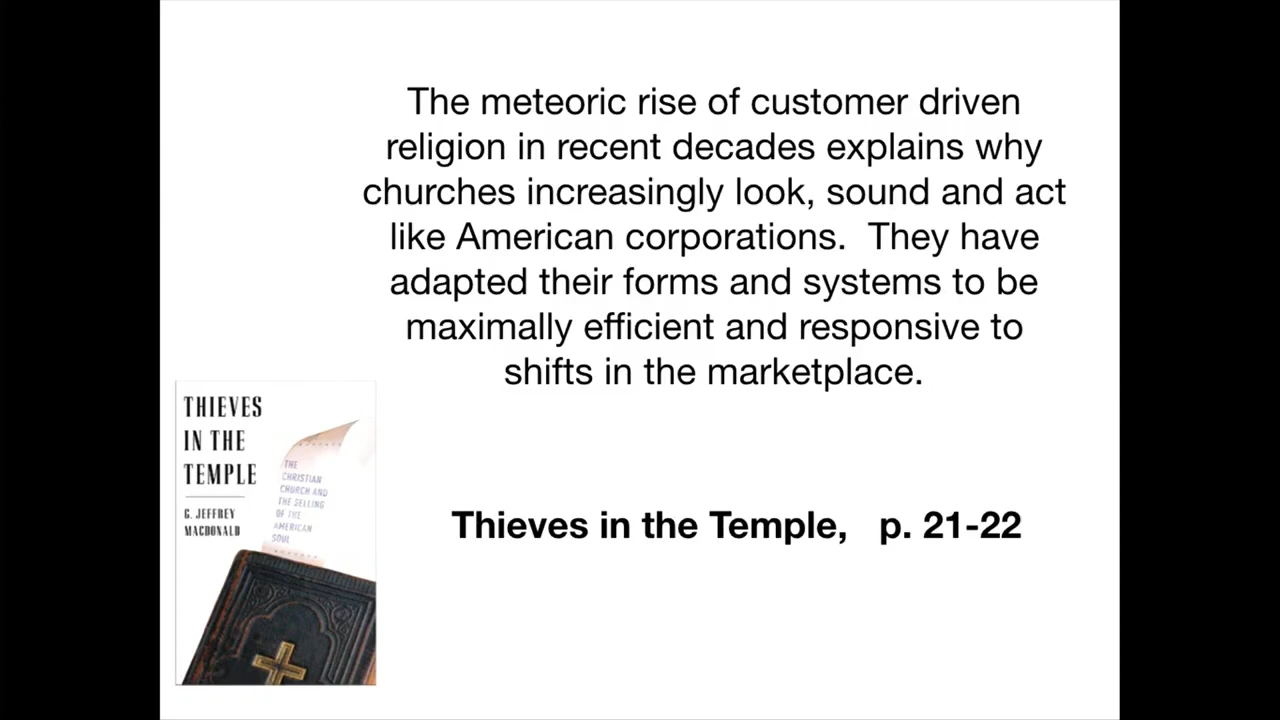 The meteoric rise of customer driven
religion in recent decades explains why
churches increasingly look, sound and act
like American corporations.  They have
adapted their forms and systems to be
maximally efficient and responsive to
shifts in the marketplace.
THIEVES
IN THE
TEMPLE
G. JEFFREY
MACDONALD
THE
CHRISTIAN
CHURCH AND
THE SELLING
OF THE
AMERICAN
SOUL
Thieves in the Temple,   p. 21-22